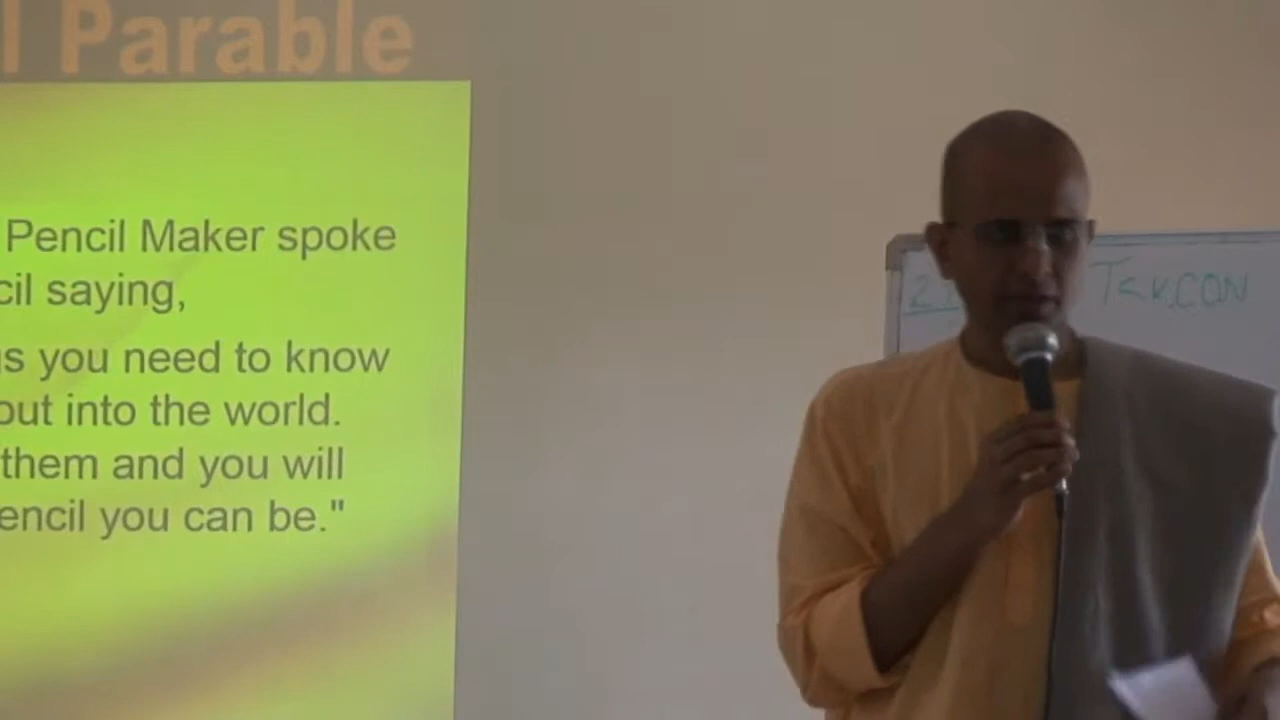 l Parable
Pencil Maker spoke
cil saying,
gs you need to know
out into the world.
them and you will
encil you can be."